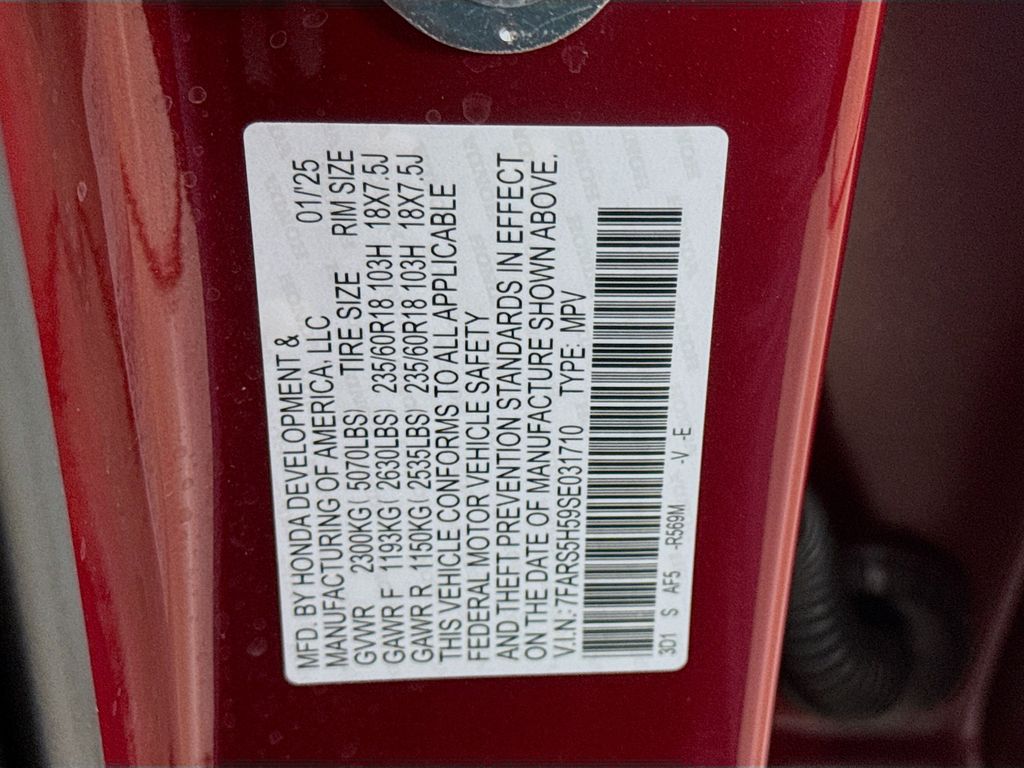 MFD. BY HONDA DEVELOPMENT & 01/'25
MANUFACTURING OF AMERICA, LLC
GVWR 2300KG( 5070LBS) TIRE SIZE RIM SIZE
GAWR F 1193KG( 2630LBS) 235/60R18 103H 18X7.5J
GAWR R 1150KG( 2535LBS) 235/60R18 103H 18X7.5J
THIS VEHICLE CONFORMS TO ALL APPLICABLE
FEDERAL MOTOR VEHICLE SAFETY
AND THEFT PREVENTION STANDARDS IN EFFECT
ON THE DATE OF MANUFACTURE SHOWN ABOVE.
V.I.N.: 7FARS5H59SE031710 TYPE: MPV
3D1 S AF5 -R569M -V -E